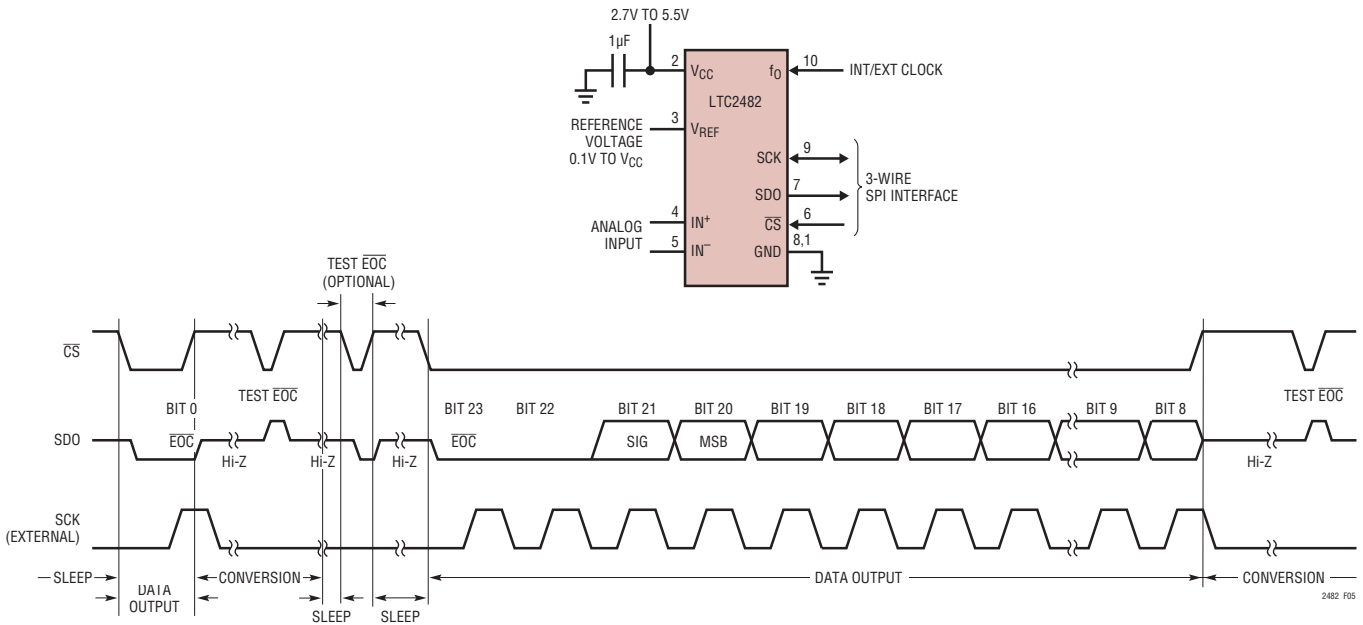 2.7V TO 5.5V
1µF
2
VCC
fO
10
INT/EXT CLOCK
LTC2482
REFERENCE
VOLTAGE
0.1V TO VCC
3
VREF
SCK
9
SDO
7
3-WIRE
SPI INTERFACE
ANALOG
INPUT
4
IN+
CS
6
5
IN−
GND
8,1
TEST EOC
(OPTIONAL)
CS
TEST EOC
TEST EOC
BIT 0
BIT 23
BIT 22
BIT 21
BIT 20
BIT 19
BIT 18
BIT 17
BIT 16
BIT 9
BIT 8
SDO
EOC
EOC
SIG
MSB
Hi-Z
Hi-Z
Hi-Z
Hi-Z
SCK
(EXTERNAL)
SLEEP
DATA
OUTPUT
CONVERSION
SLEEP
SLEEP
DATA OUTPUT
CONVERSION
2482 F05